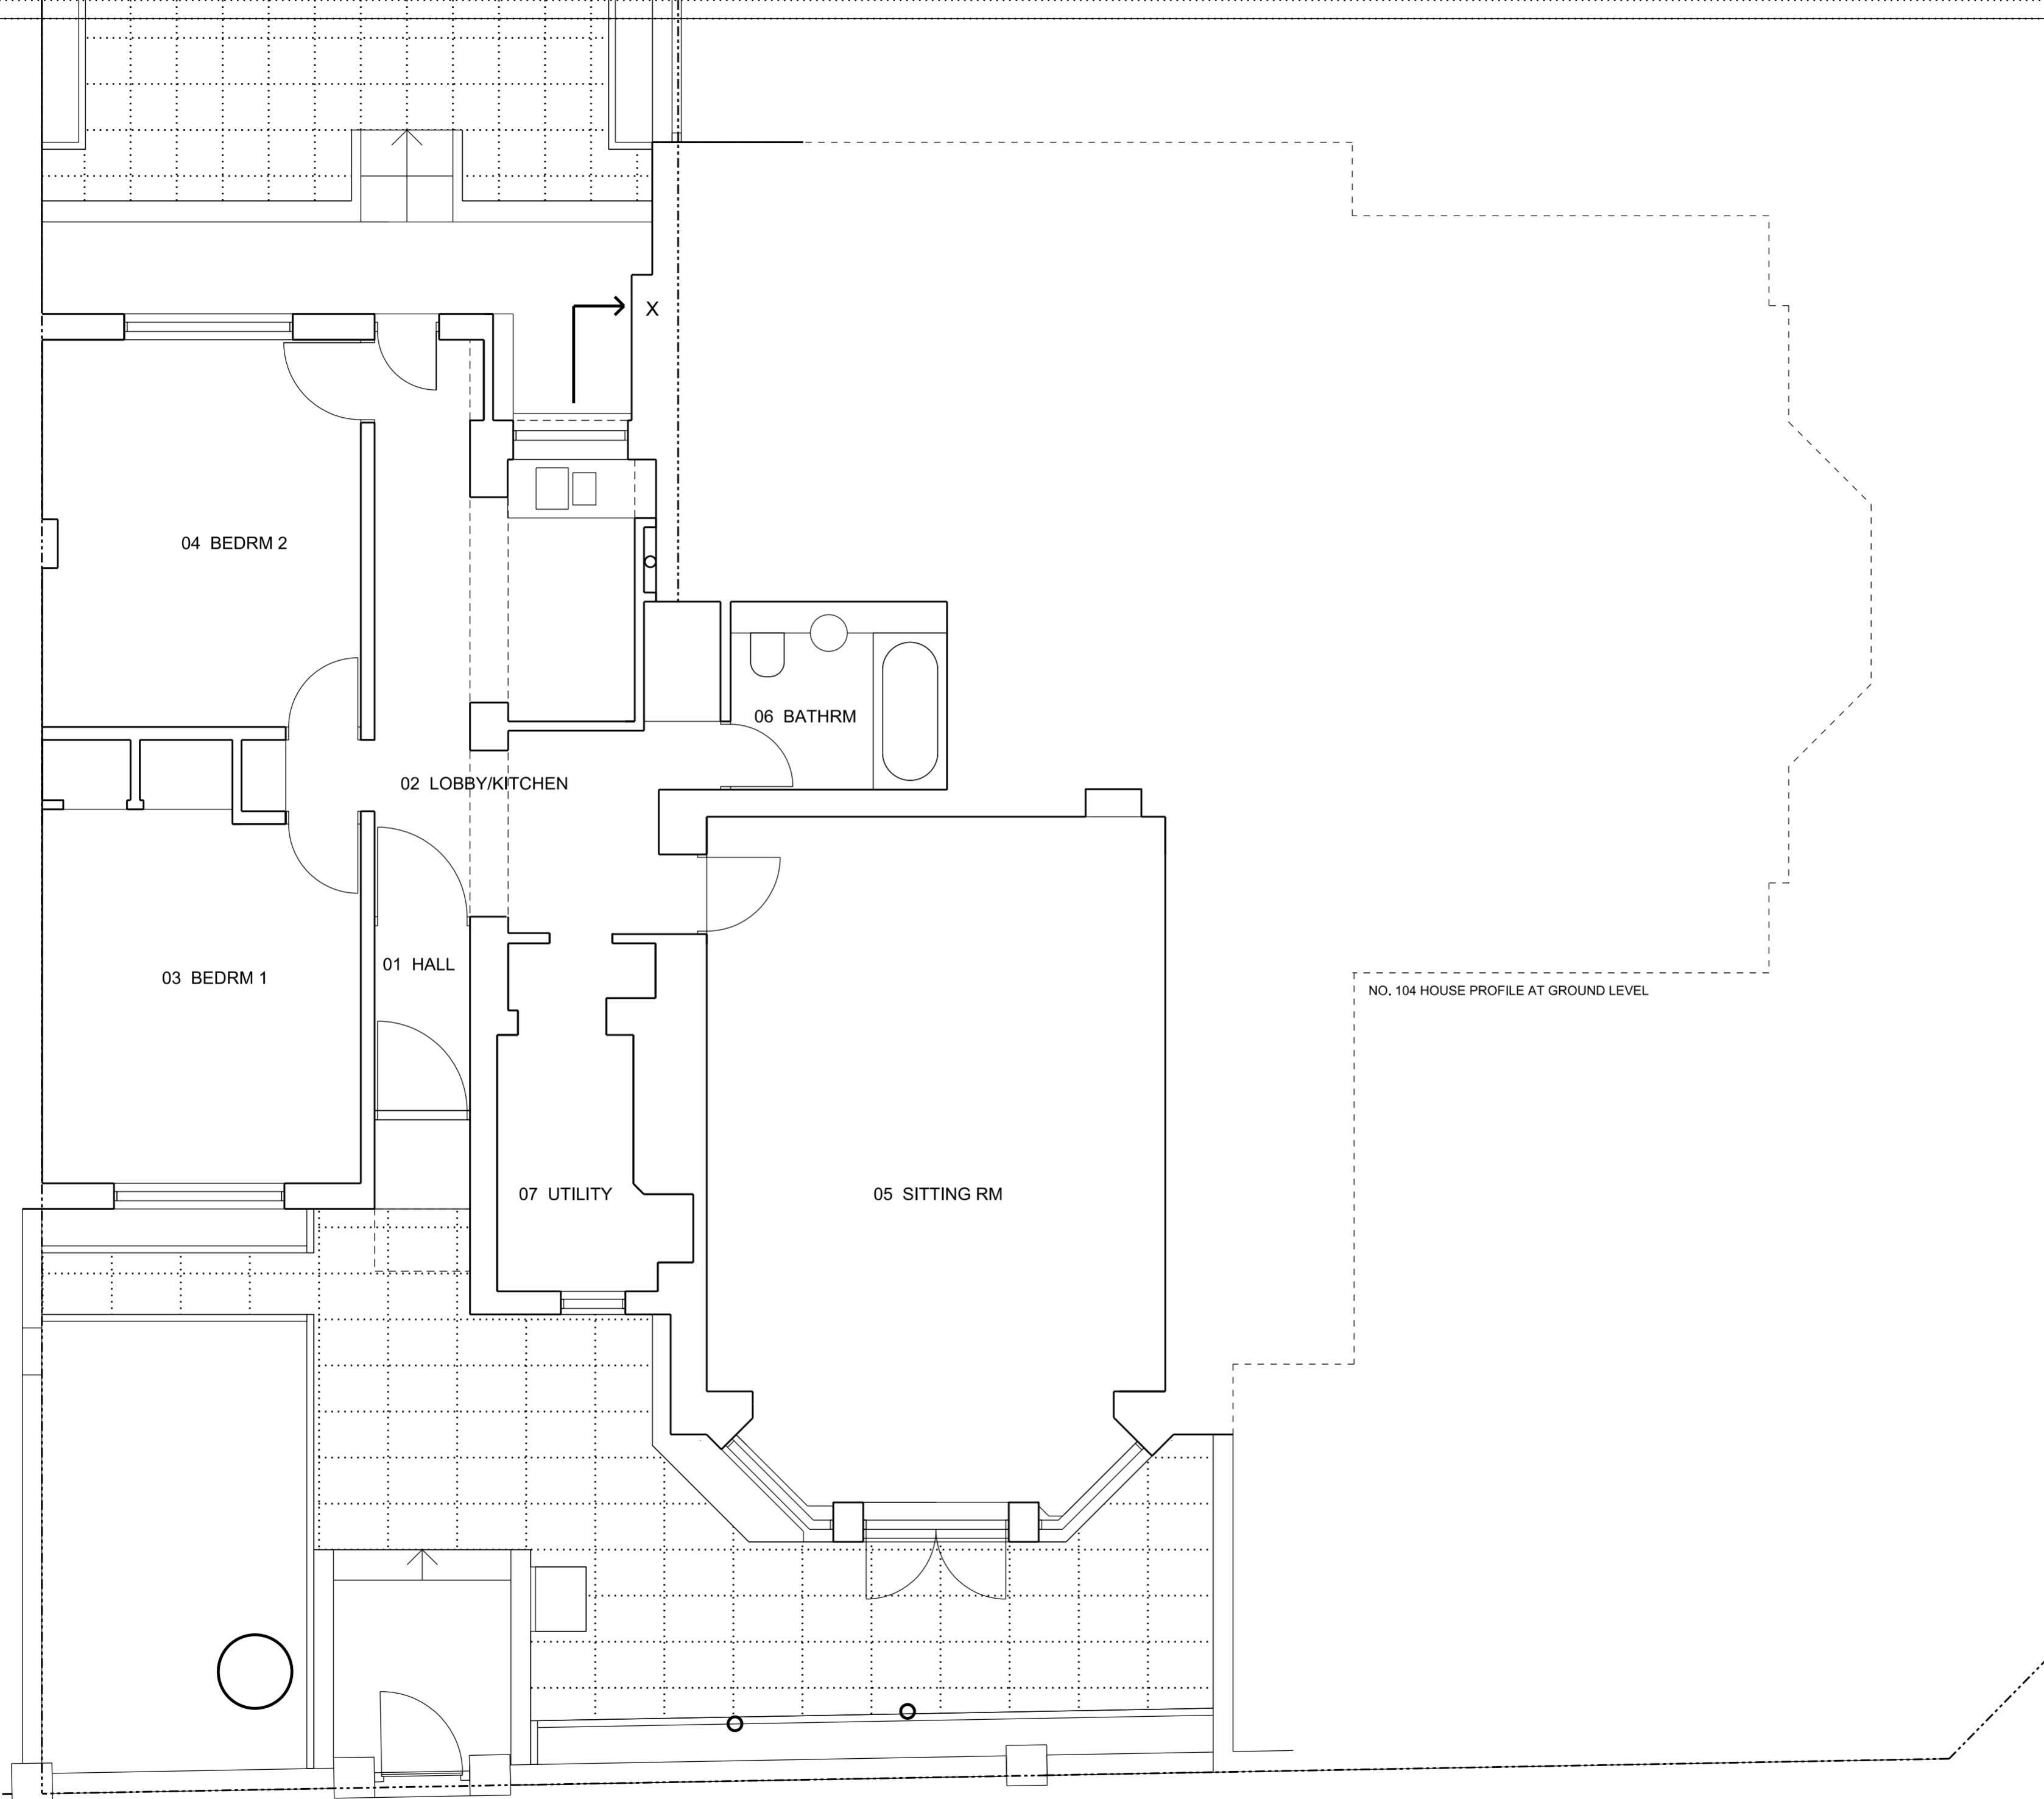 X
04 BEDRM 2
06 BATHRM
02 LOBBY/KITCHEN
01 HALL
03 BEDRM 1
NO. 104 HOUSE PROFILE AT GROUND LEVEL
07 UTILITY
05 SITTING RM